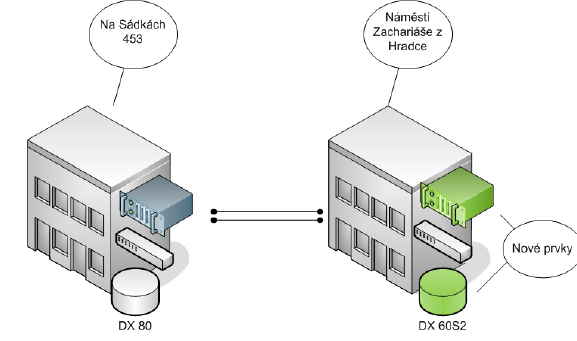 Na Sádkách
453
Náměstí
Zachariáše z
Hradce
Nové prvky
DX 80
DX 60S2